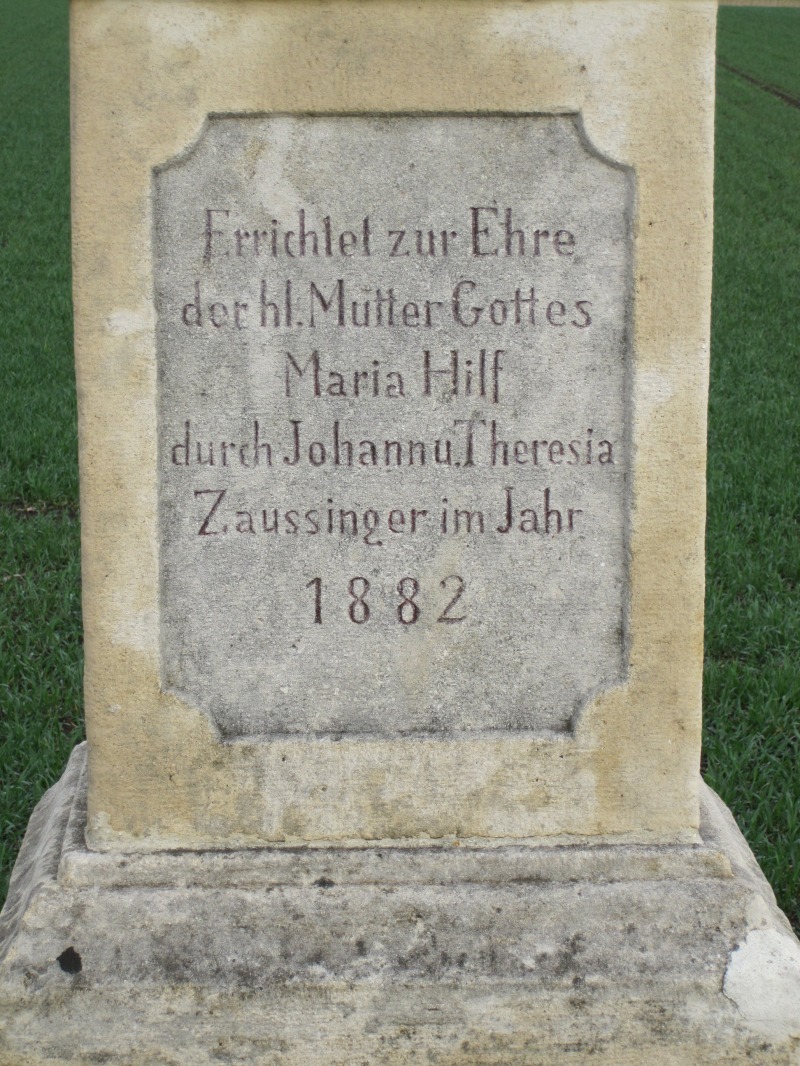 Errichtet zur Ehre
der hl. Mutter Gottes
Maria Hilf
durch Johann u. Theresia
Zaussinger im Jahr
1882